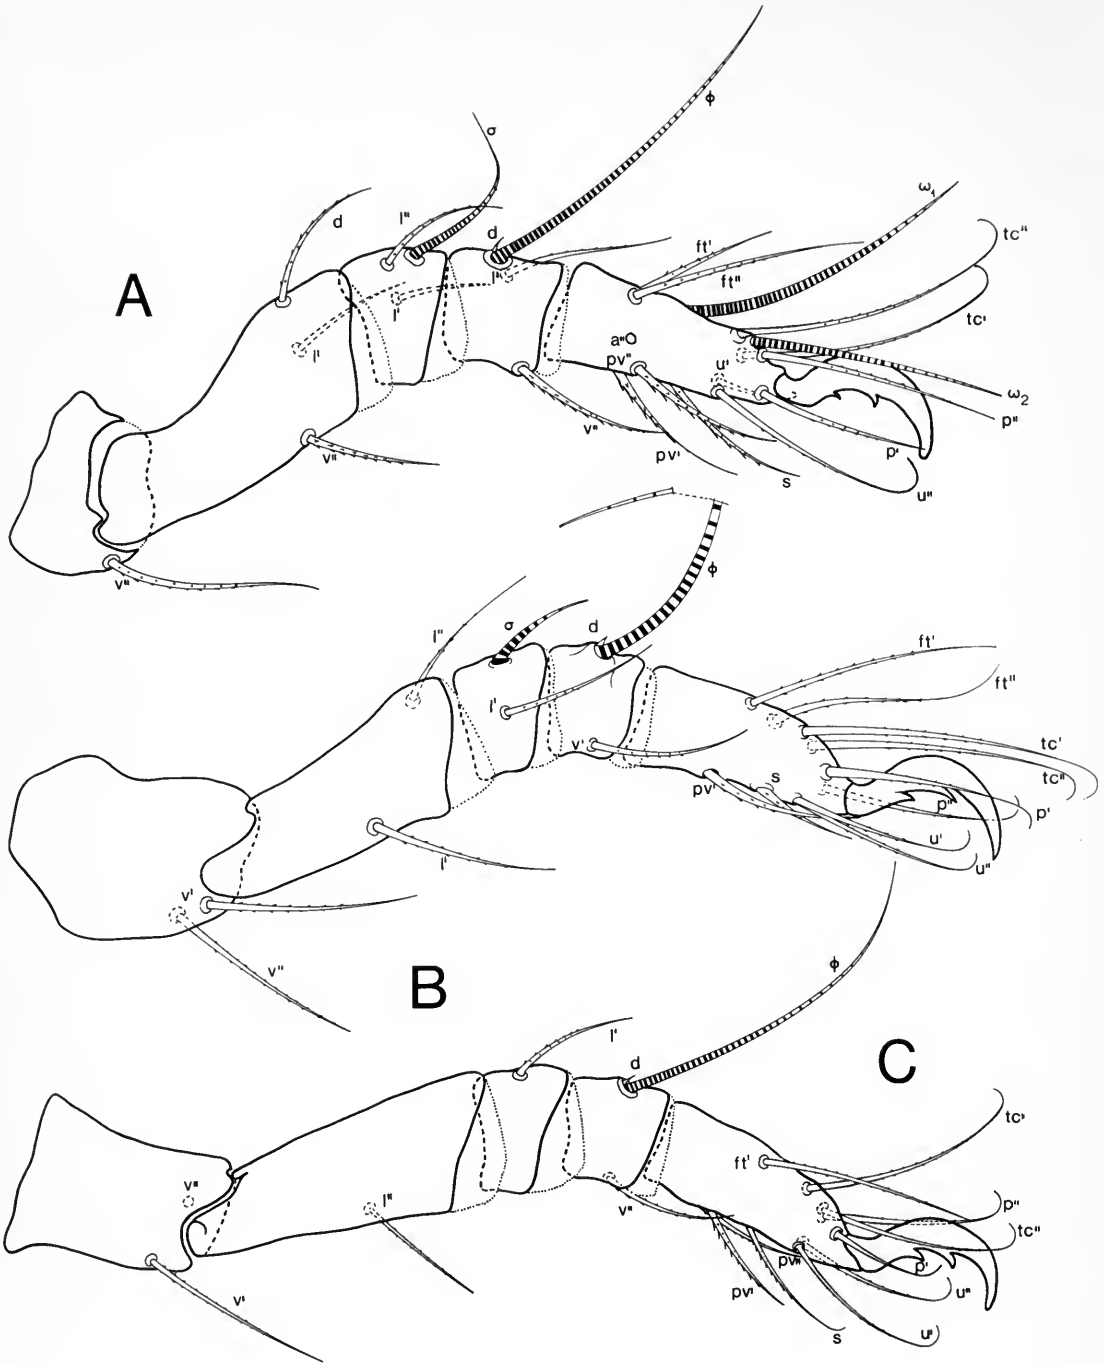 A
d
l"
σ
d
ϕ
ω₁
tc"
ft'
ft"
tc'
l'
l'
l"
a"
pv"
u'
ω₂
p"
p'
u"
v"
v"
v"
pv'
s
B
l"
σ
d
ϕ
ft'
ft"
tc'
tc"
l'
v'
pv'
s
p"
p'
u'
u"
l'
v'
v"
C
l'
d
ϕ
tc'
ft'
p"
tc"
v"
l"
v"
pv"
p'
u"
pv'
s
u'
v'